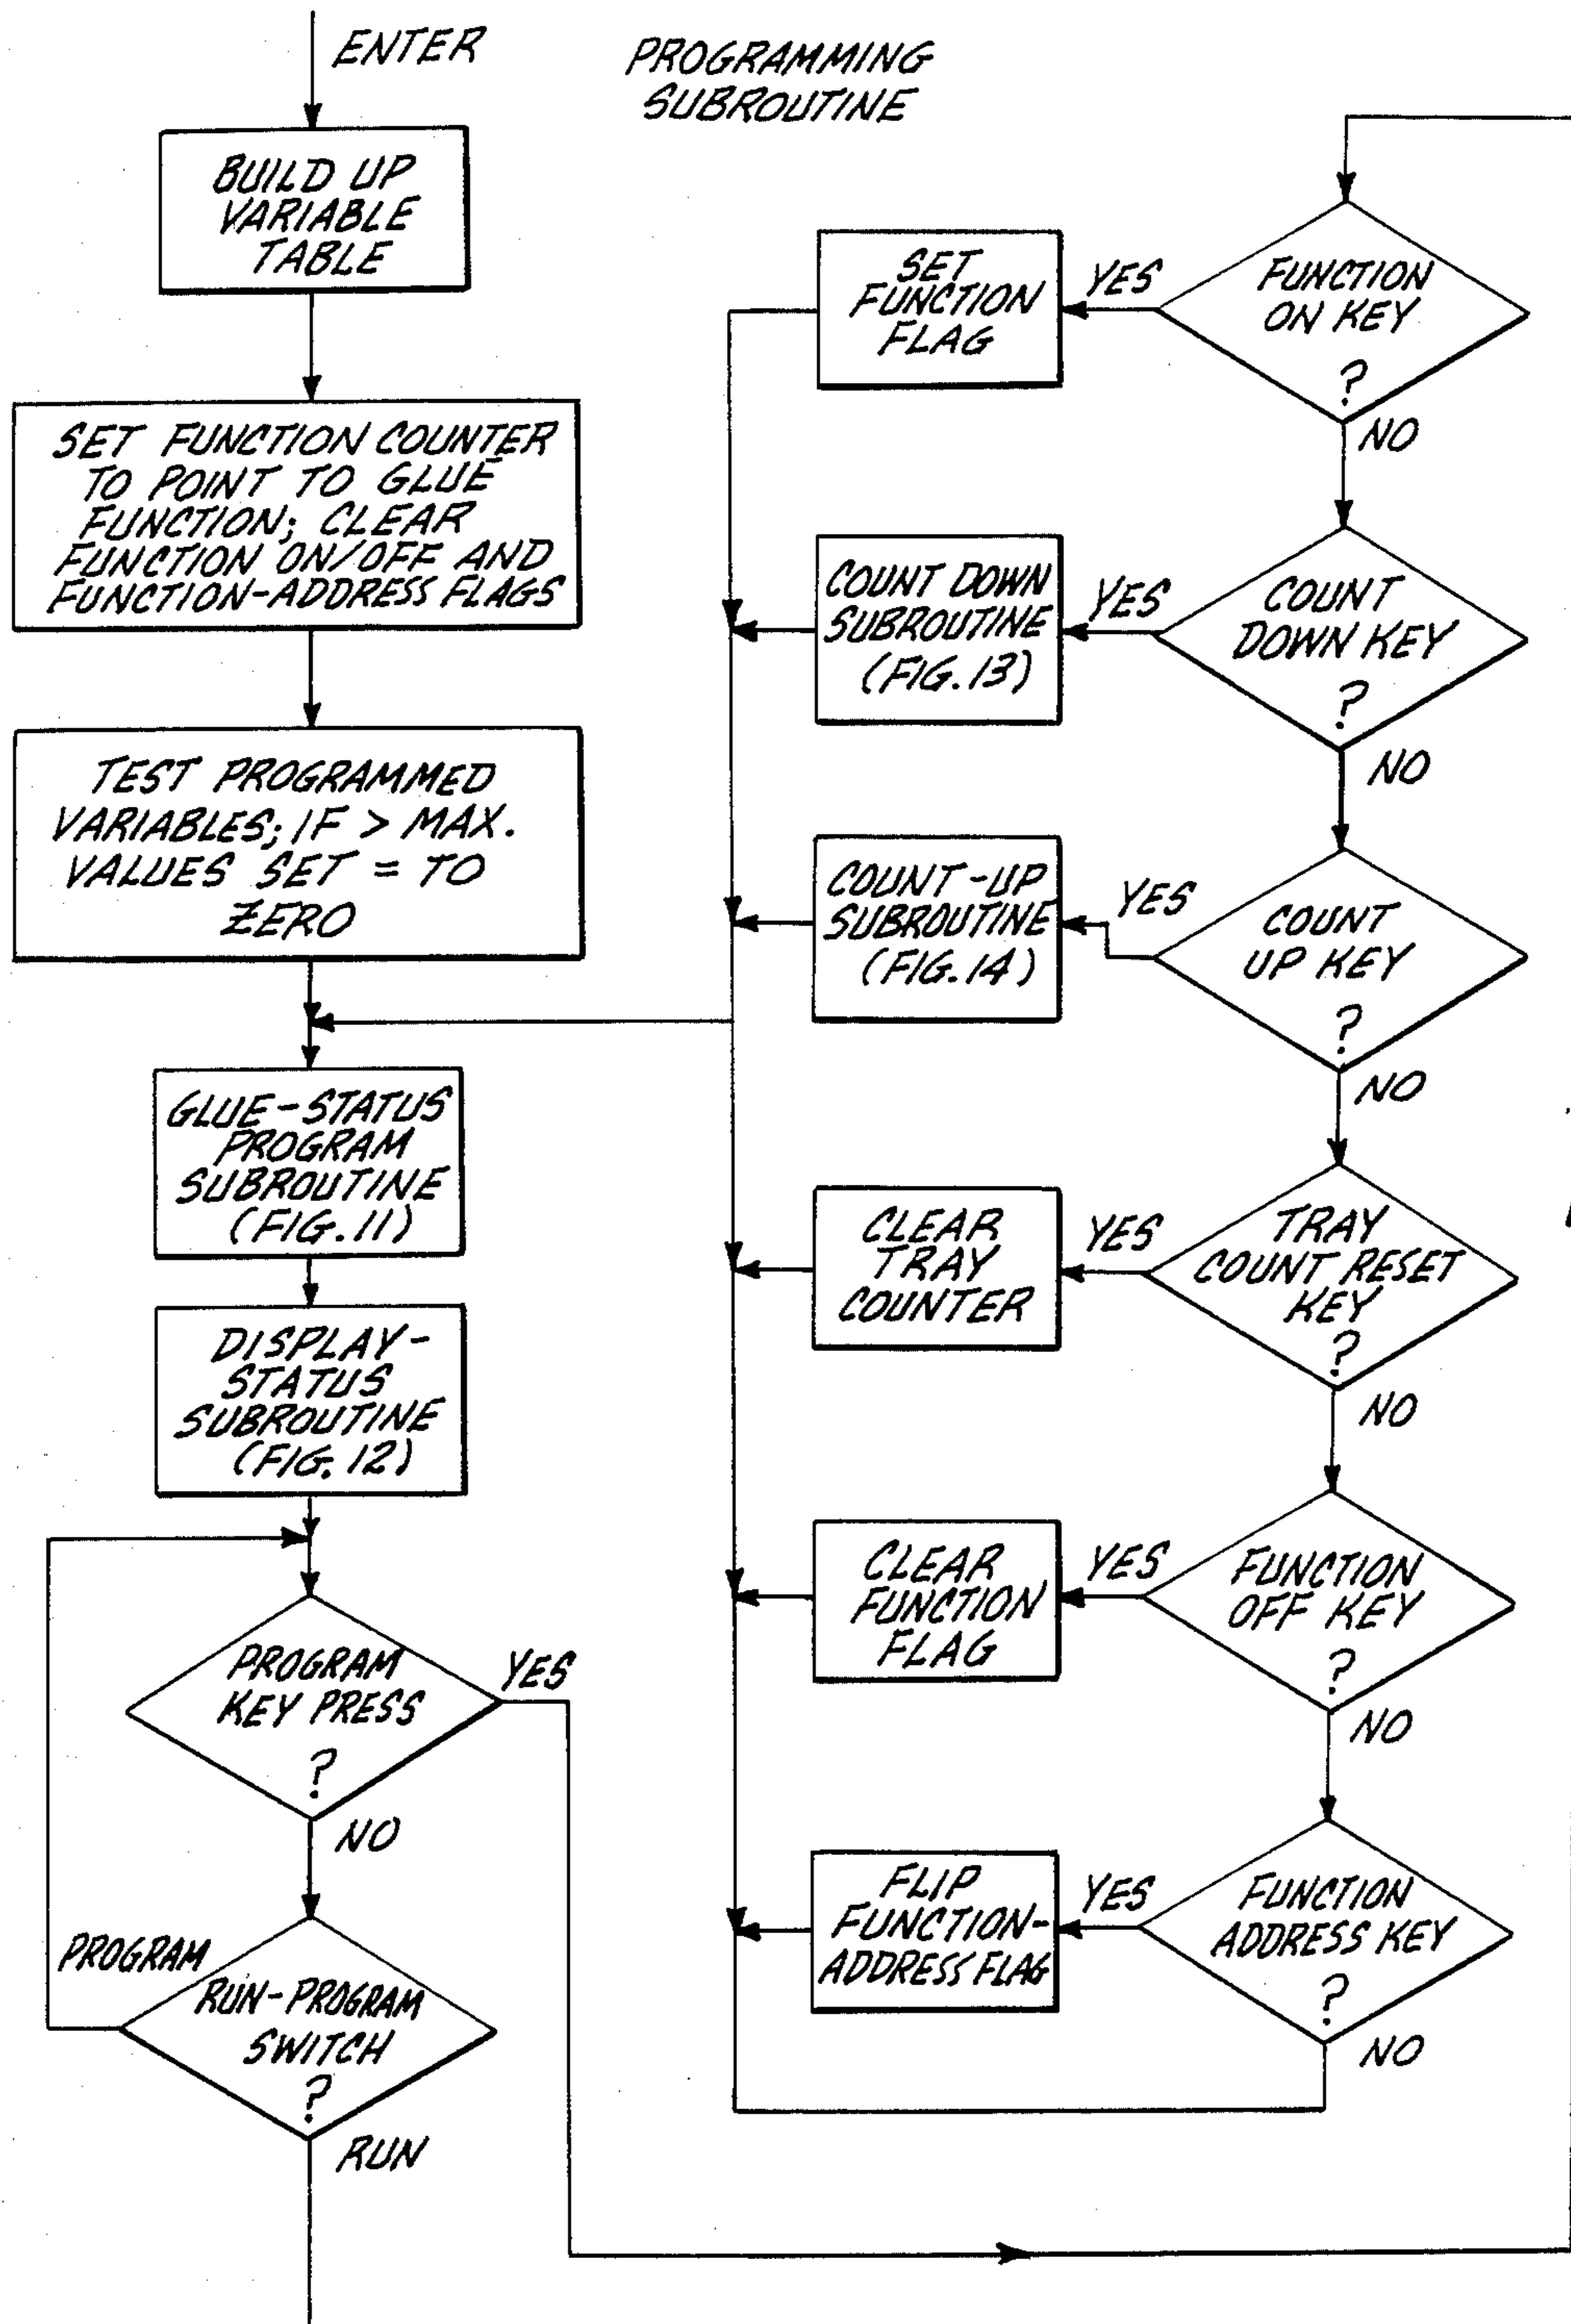 ENTER
PROGRAMMING
SUBROUTINE
BUILD UP
VARIABLE
TABLE
SET FUNCTION COUNTER
TO POINT TO GLUE
FUNCTION; CLEAR
FUNCTION ON/OFF AND
FUNCTION-ADDRESS FLAGS
TEST PROGRAMMED
VARIABLES; IF > MAX.
VALUES SET = TO
ZERO
GLUE-STATUS
PROGRAM
SUBROUTINE
(FIG. 11)
DISPLAY-
STATUS
SUBROUTINE
(FIG. 12)
PROGRAM
KEY PRESS
?
YES
NO
PROGRAM
RUN-PROGRAM
SWITCH
?
RUN
FUNCTION
ON KEY
?
YES
SET
FUNCTION
FLAG
NO
COUNT
DOWN KEY
?
YES
COUNT DOWN
SUBROUTINE
(FIG. 13)
NO
COUNT
UP KEY
?
YES
COUNT-UP
SUBROUTINE
(FIG. 14)
NO
TRAY
COUNT RESET
KEY
?
YES
CLEAR
TRAY
COUNTER
NO
FUNCTION
OFF KEY
?
YES
CLEAR
FUNCTION
FLAG
NO
FUNCTION
ADDRESS KEY
?
YES
FLIP
FUNCTION-
ADDRESS FLAG
NO